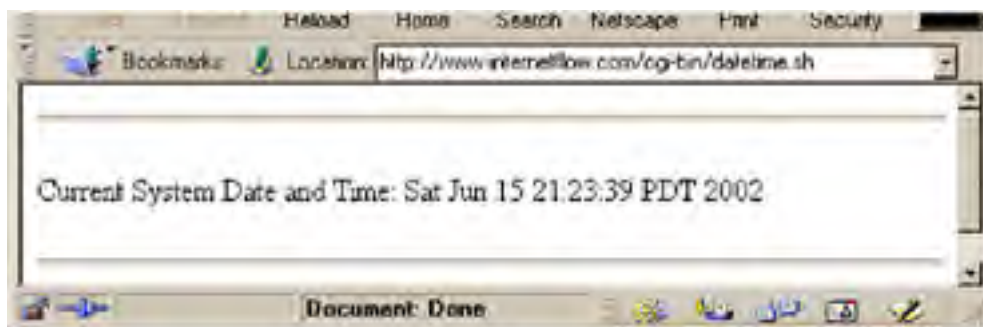 Reload Home Search Netscape Print Security
Bookmarks Location: http://www.internetflow.com/cgi-bin/datetime.sh
Current System Date and Time: Sat Jun 15 21:23:39 PDT 2002
Document: Done